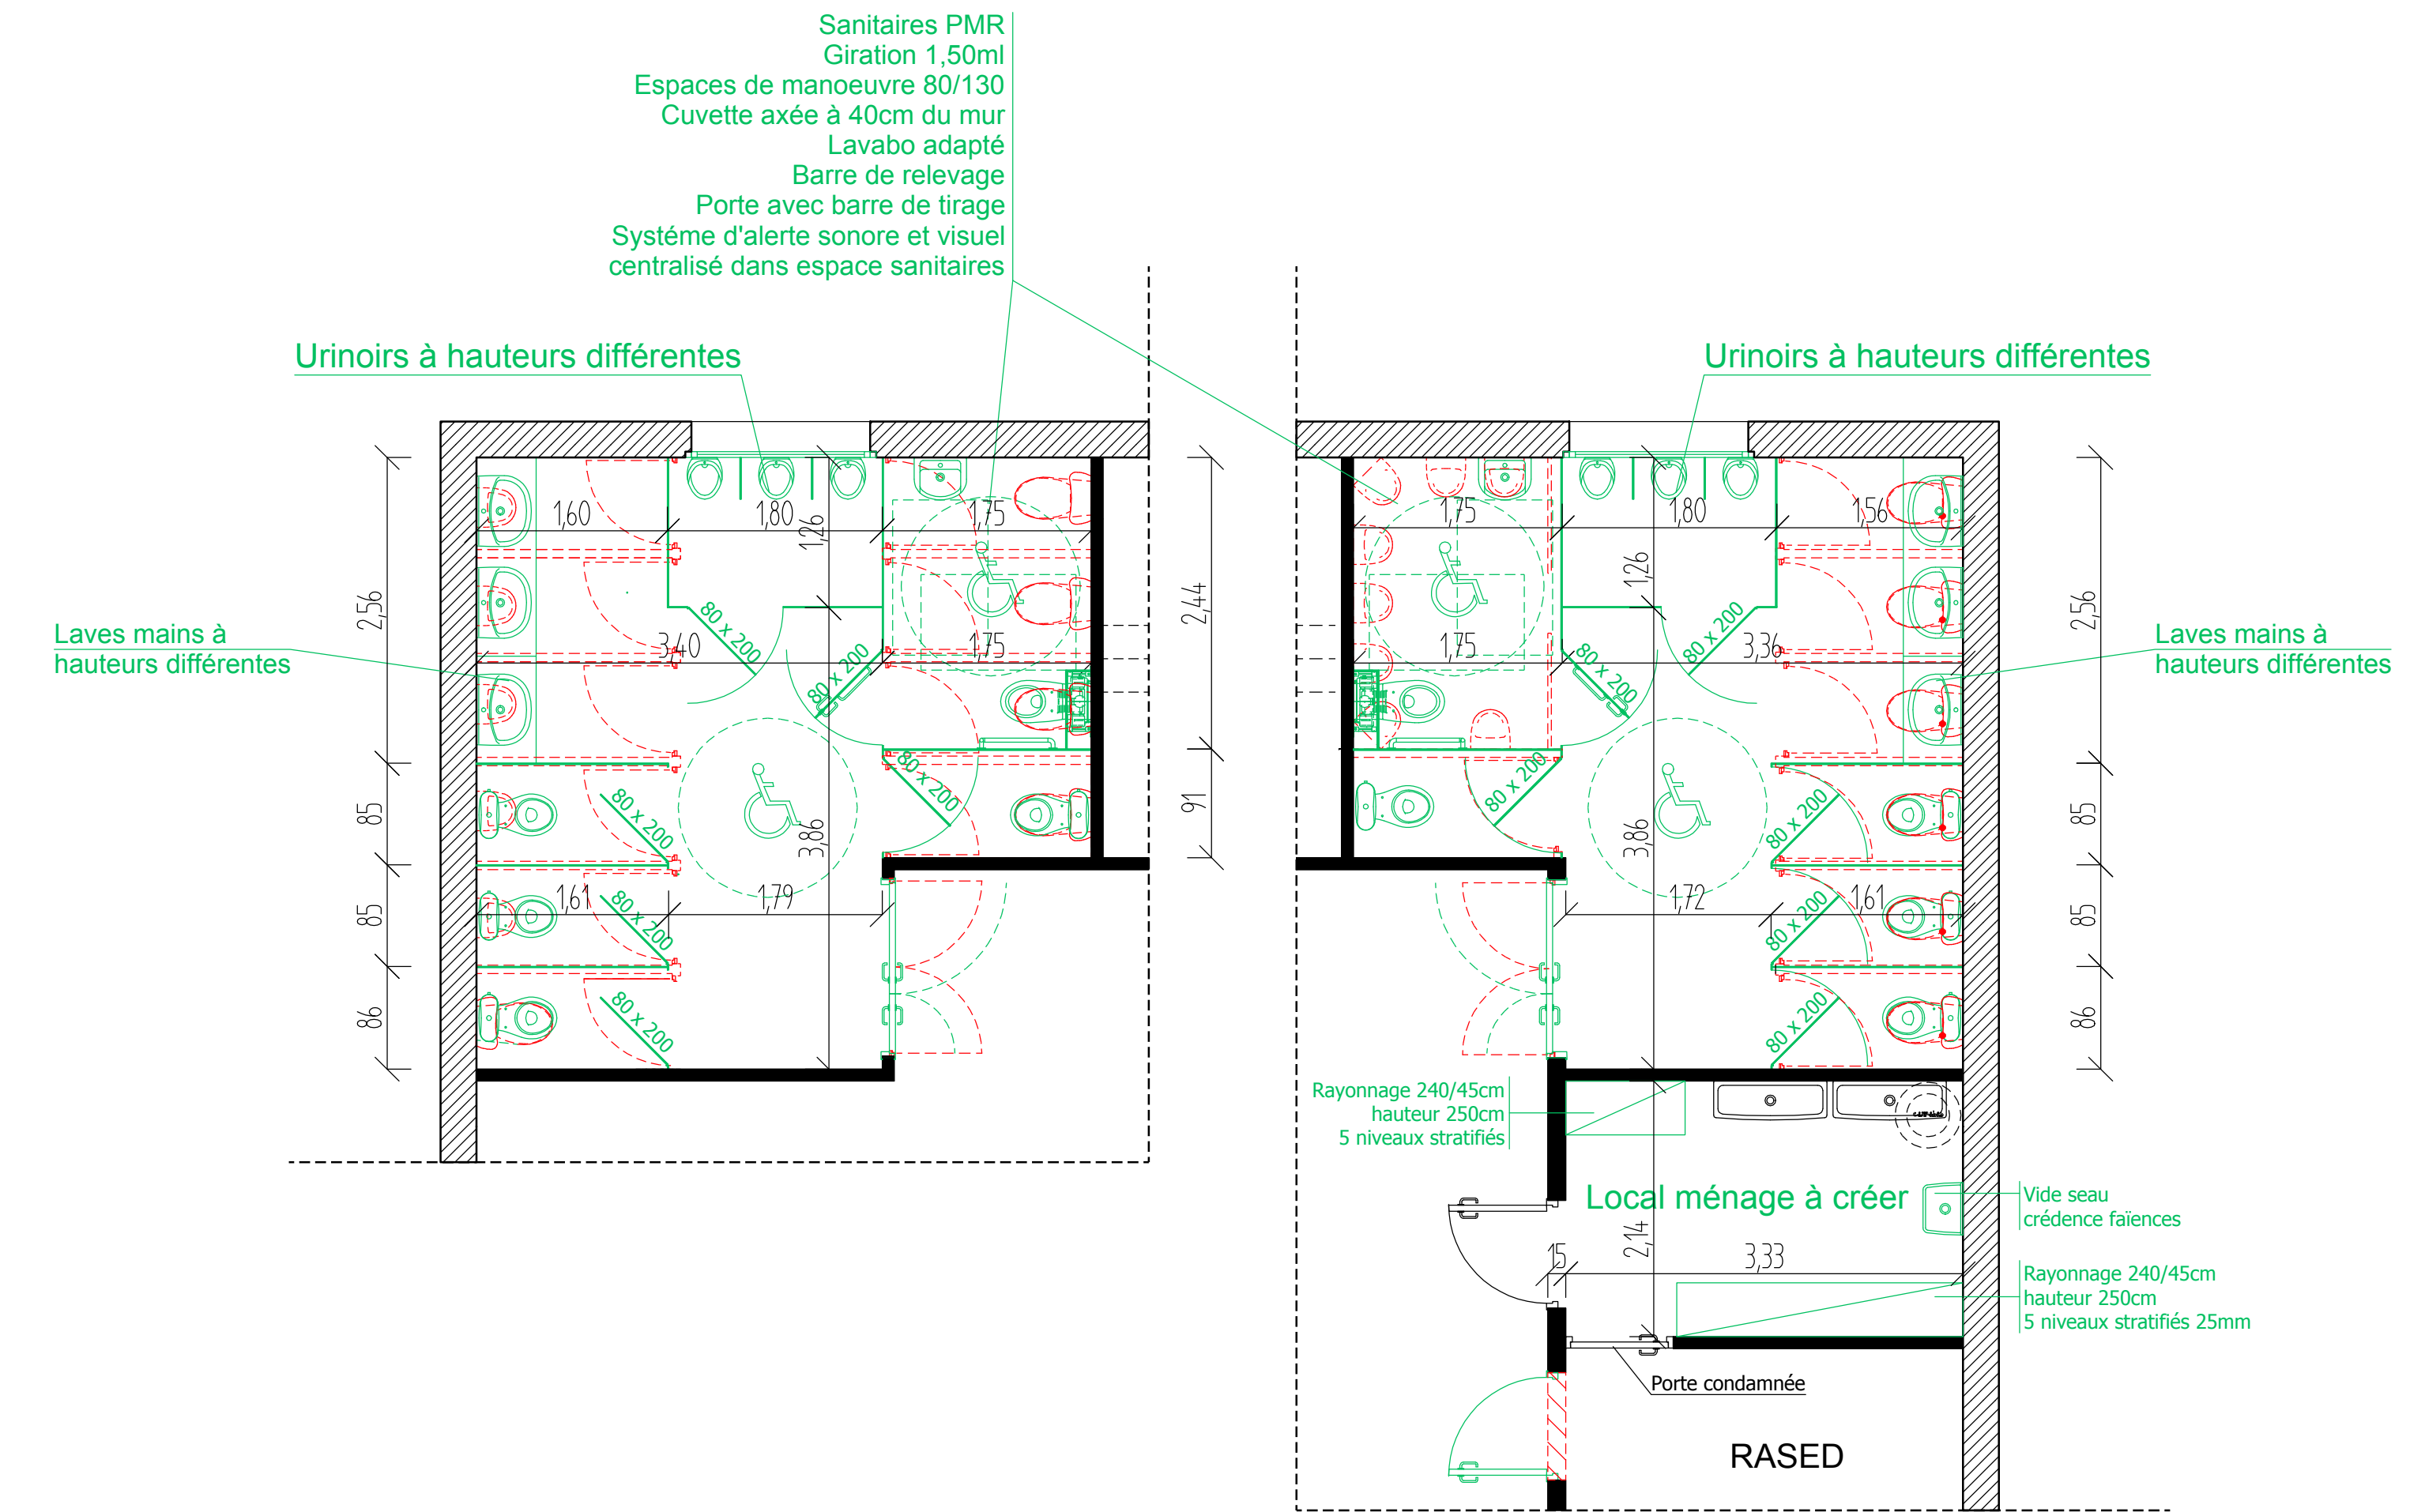 Sanitaires PMR
Giration 1,50ml
Espaces de manoeuvre 80/130
Cuvette axée à 40cm du mur
Lavabo adapté
Barre de relevage
Porte avec barre de tirage
Systéme d'alerte sonore et visuel
centralisé dans espace sanitaires
Urinoirs à hauteurs différentes
Urinoirs à hauteurs différentes
Laves mains à
hauteurs différentes
Laves mains à
hauteurs différentes
1,60
1,80
1,75
1,26
2,56
2,44
3,40
1,75
80 x 200
80 x 200
80 x 200
80 x 200
80 x 200
80 x 200
85
85
86
91
3,86
1,61
1,79
1,75
1,80
1,56
1,26
2,56
1,75
3,36
80 x 200
80 x 200
80 x 200
80 x 200
80 x 200
80 x 200
85
85
86
3,86
1,72
1,61
Rayonnage 240/45cm
hauteur 250cm
5 niveaux stratifiés
Local ménage à créer
Vide seau
crédence faïences
2,14
15
3,33
Rayonnage 240/45cm
hauteur 250cm
5 niveaux stratifiés 25mm
Porte condamnée
RASED